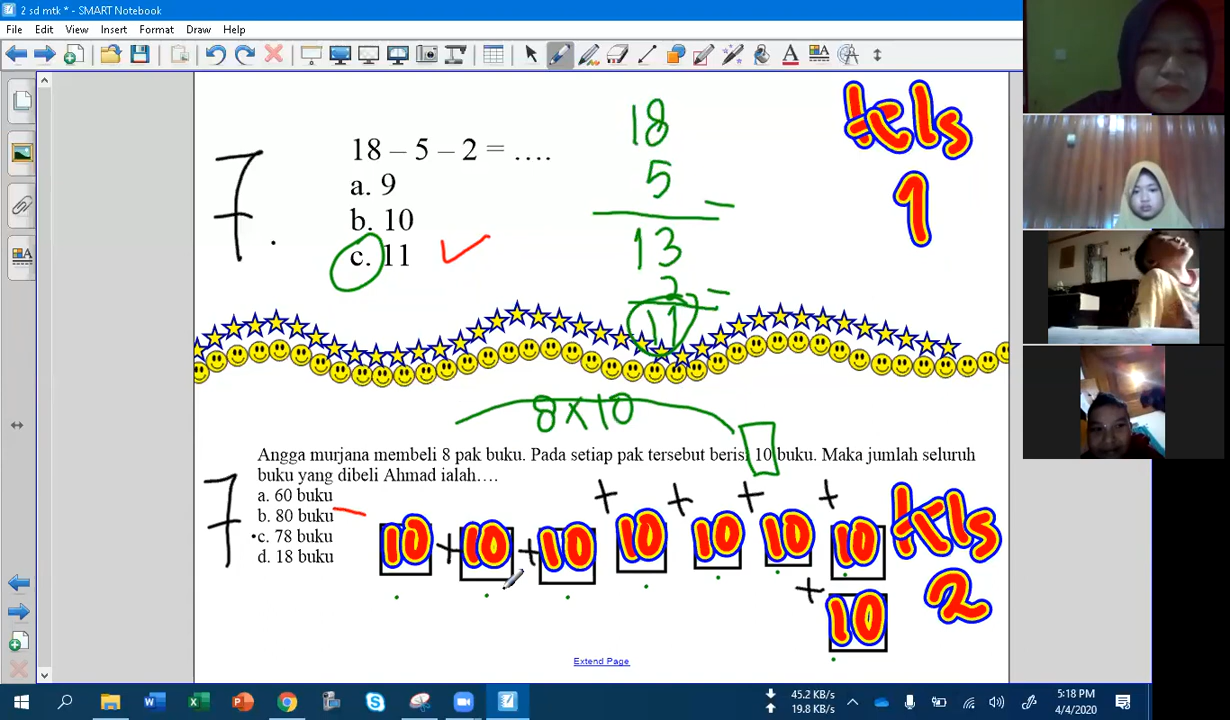 2 sd mtk * - SMART Notebook
File Edit View Insert Format Draw Help
7.
18 – 5 – 2 = ....
a. 9
b. 10
c. 11
18
5 -
13
2 -
11
kls
1
8 x 10
Angga murjana membeli 8 pak buku. Pada setiap pak tersebut berisi 10 buku. Maka jumlah seluruh
buku yang dibeli Ahmad ialah....
7
a. 60 buku
b. 80 buku
c. 78 buku
d. 18 buku
10 + 10 + 10 + 10 + 10 + 10 + 10
+ 10
kls
2
Extend Page
45.2 KB/s
19.8 KB/s
5:18 PM
4/4/2020